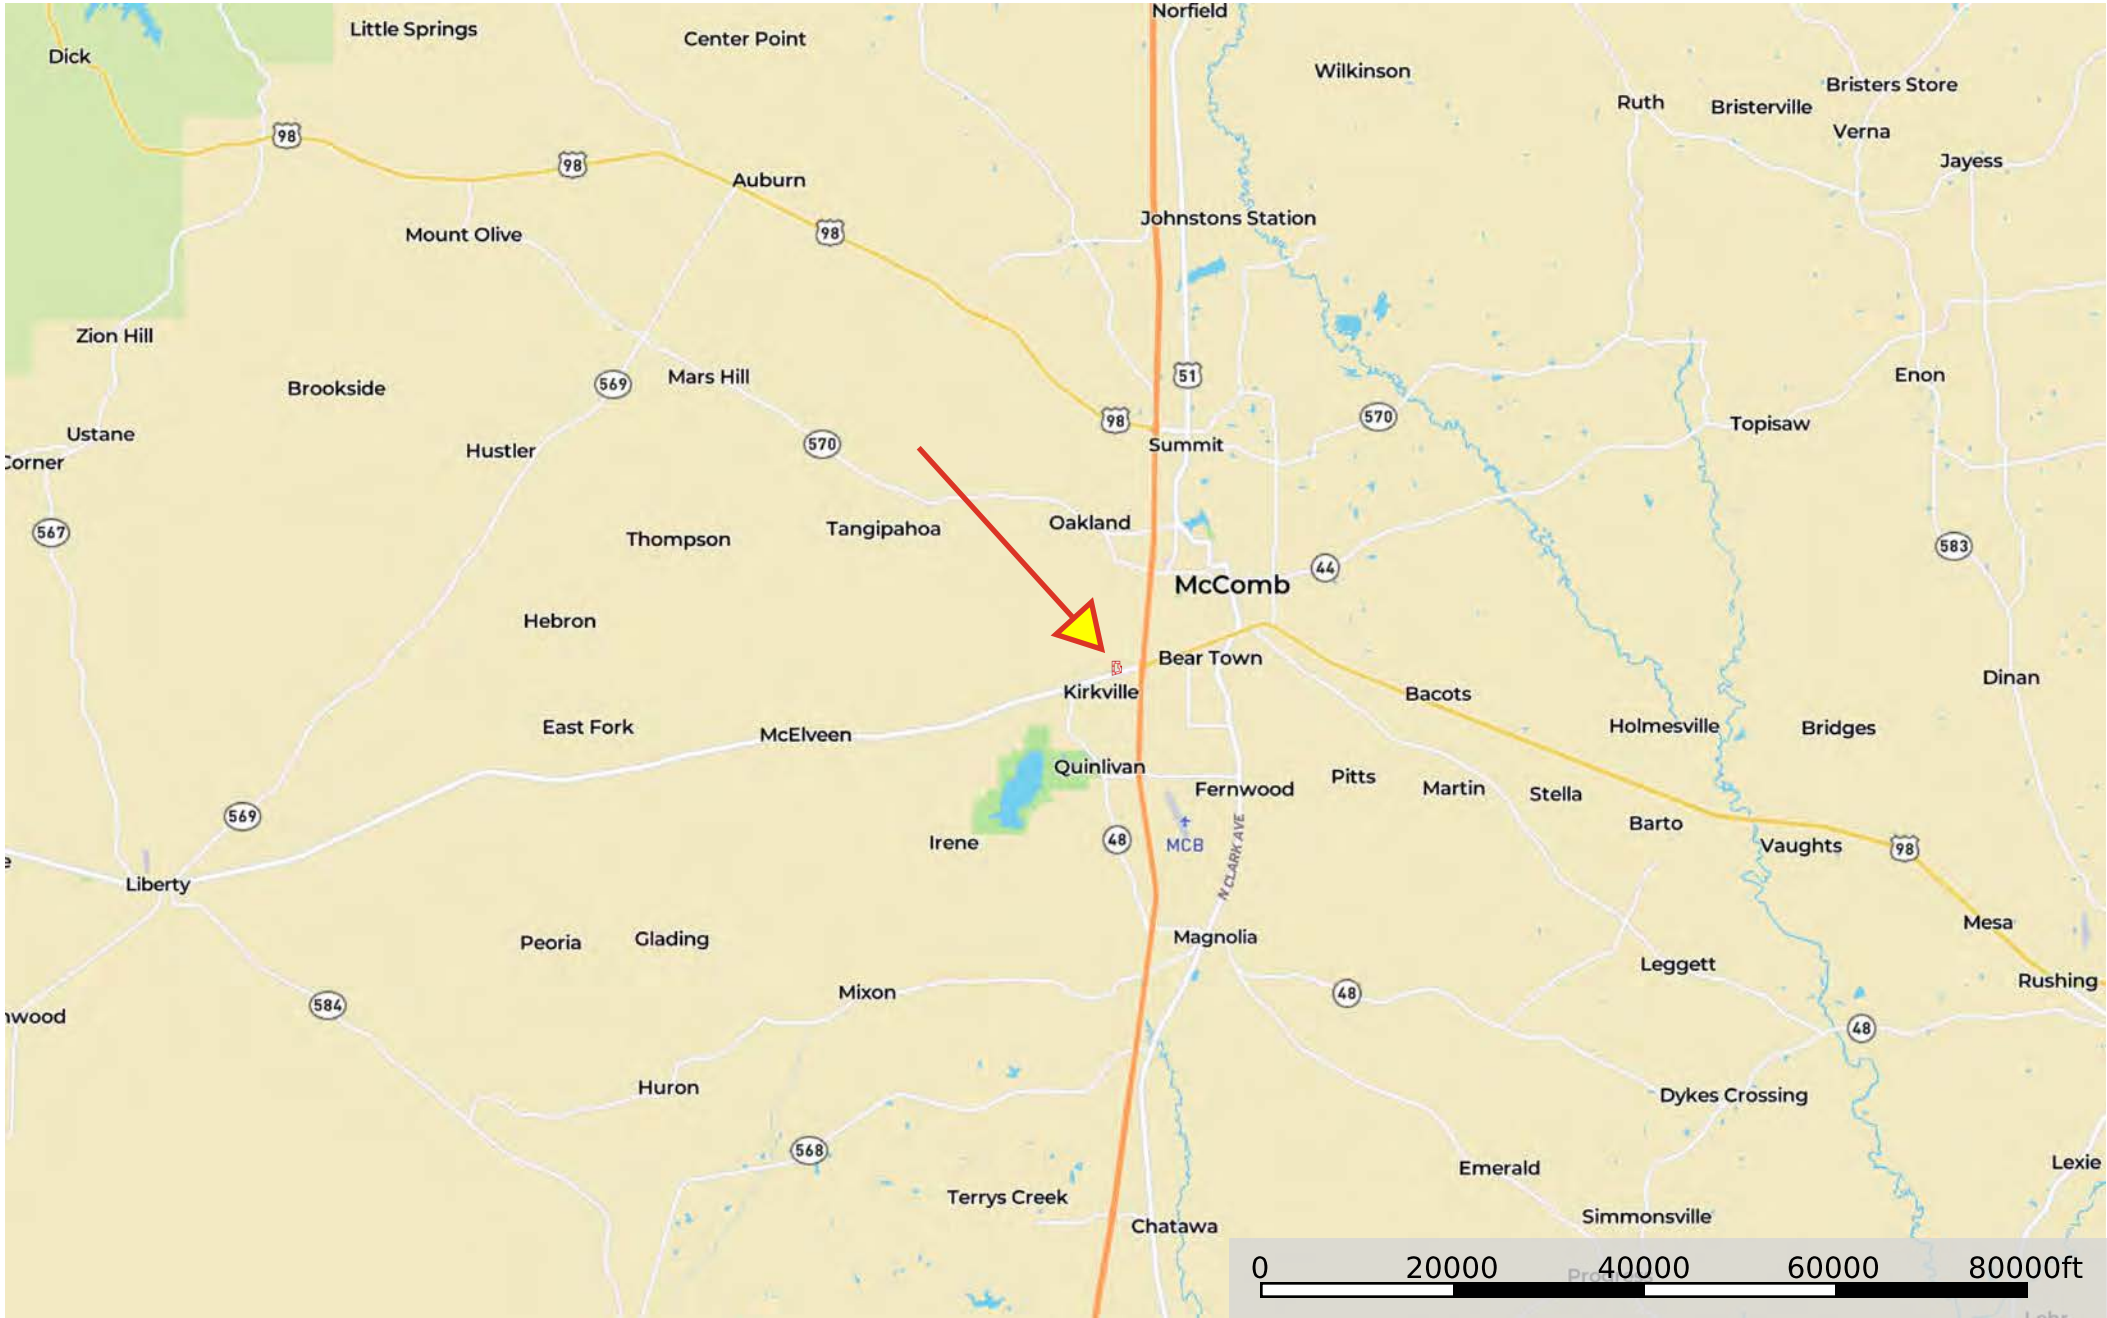 Norfield
Little Springs
Center Point
Dick
Wilkinson
Bristers Store
Ruth
Bristerville
Verna
98
98
Jayess
Auburn
Johnstons Station
98
Mount Olive
Zion Hill
51
Mars Hill
Enon
569
Brookside
98
570
Topisaw
Ustane
570
Summit
Hustler
Corner
567
Oakland
Tangipahoa
Thompson
583
44
McComb
Hebron
Bear Town
Dinan
Kirkville
Bacots
East Fork
McElveen
Holmesville
Bridges
Quinlivan
Pitts
Fernwood
Martin
Stella
569
Barto
Irene
48
MCB
Vaughts
98
N CLARK AVE
Liberty
Mesa
Peoria
Glading
Magnolia
Leggett
Rushing
Mixon
48
584
nwood
48
Huron
Dykes Crossing
568
Emerald
Lexie
Terrys Creek
Simmonsville
Chatawa
0 20000 40000 60000 80000ft